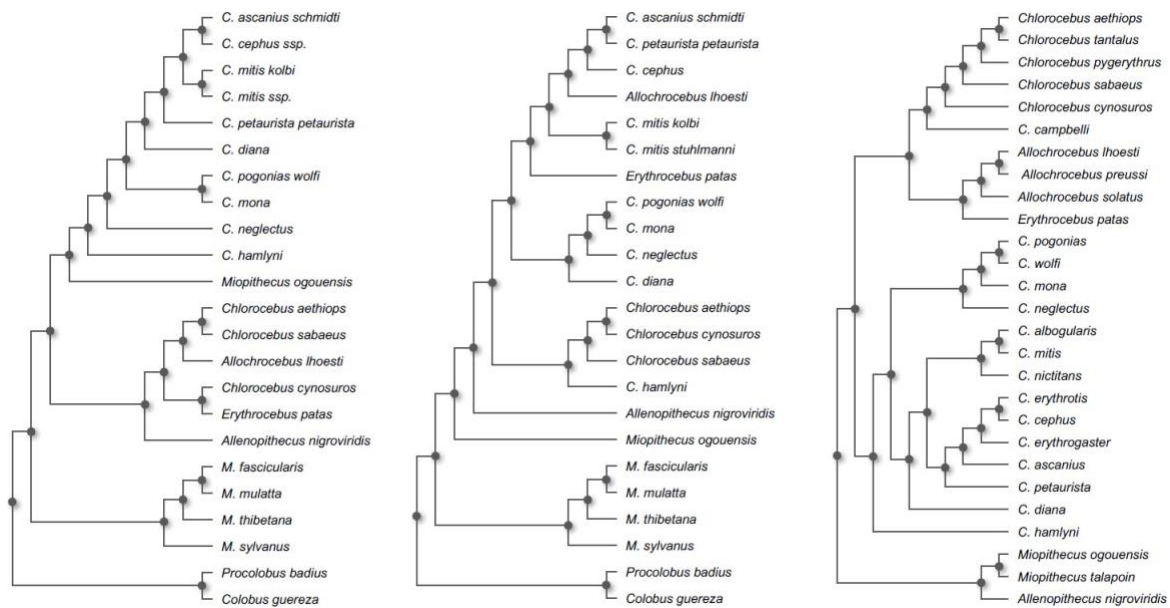 C. ascanius schmidti
C. cephus ssp.
C. mitis kolbi
C. mitis ssp.
C. petaurista petaurista
C. diana
C. pogonias wolfi
C. mona
C. neglectus
C. hamlyni
Miopithecus ogouensis
Chlorocebus aethiops
Chlorocebus sabaeus
Allochrocebus lhoesti
Chlorocebus cynosuros
Erythrocebus patas
Allenopithecus nigroviridis
M. fascicularis
M. mulatta
M. thibetana
M. sylvanus
Procolobus badius
Colobus guereza
C. ascanius schmidti
C. petaurista petaurista
C. cephus
Allochrocebus lhoesti
C. mitis kolbi
C. mitis stuhlmanni
Erythrocebus patas
C. pogonias wolfi
C. mona
C. neglectus
C. diana
Chlorocebus aethiops
Chlorocebus cynosuros
Chlorocebus sabaeus
C. hamlyni
Allenopithecus nigroviridis
Miopithecus ogouensis
M. fascicularis
M. mulatta
M. thibetana
M. sylvanus
Procolobus badius
Colobus guereza
Chlorocebus aethiops
Chlorocebus tantalus
Chlorocebus pygerythrus
Chlorocebus sabaeus
Chlorocebus cynosuros
C. campbelli
Allochrocebus lhoesti
Allochrocebus preussi
Allochrocebus solatus
Erythrocebus patas
C. pogonias
C. wolfi
C. mona
C. neglectus
C. albogularis
C. mitis
C. nictitans
C. erythrotis
C. cephus
C. erythrogaster
C. ascanius
C. petaurista
C. diana
C. hamlyni
Miopithecus ogouensis
Miopithecus talapoin
Allenopithecus nigroviridis